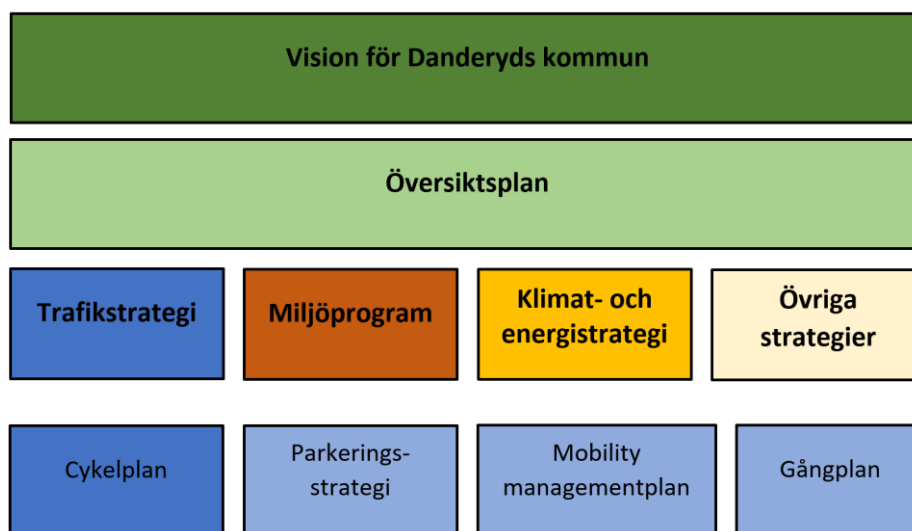 Vision för Danderyds kommun
Översiktsplan
Trafikstrategi
Miljöprogram
Klimat- och
energistrategi
Övriga
strategier
Cykelplan
Parkerings-
strategi
Mobility
managementplan
Gångplan